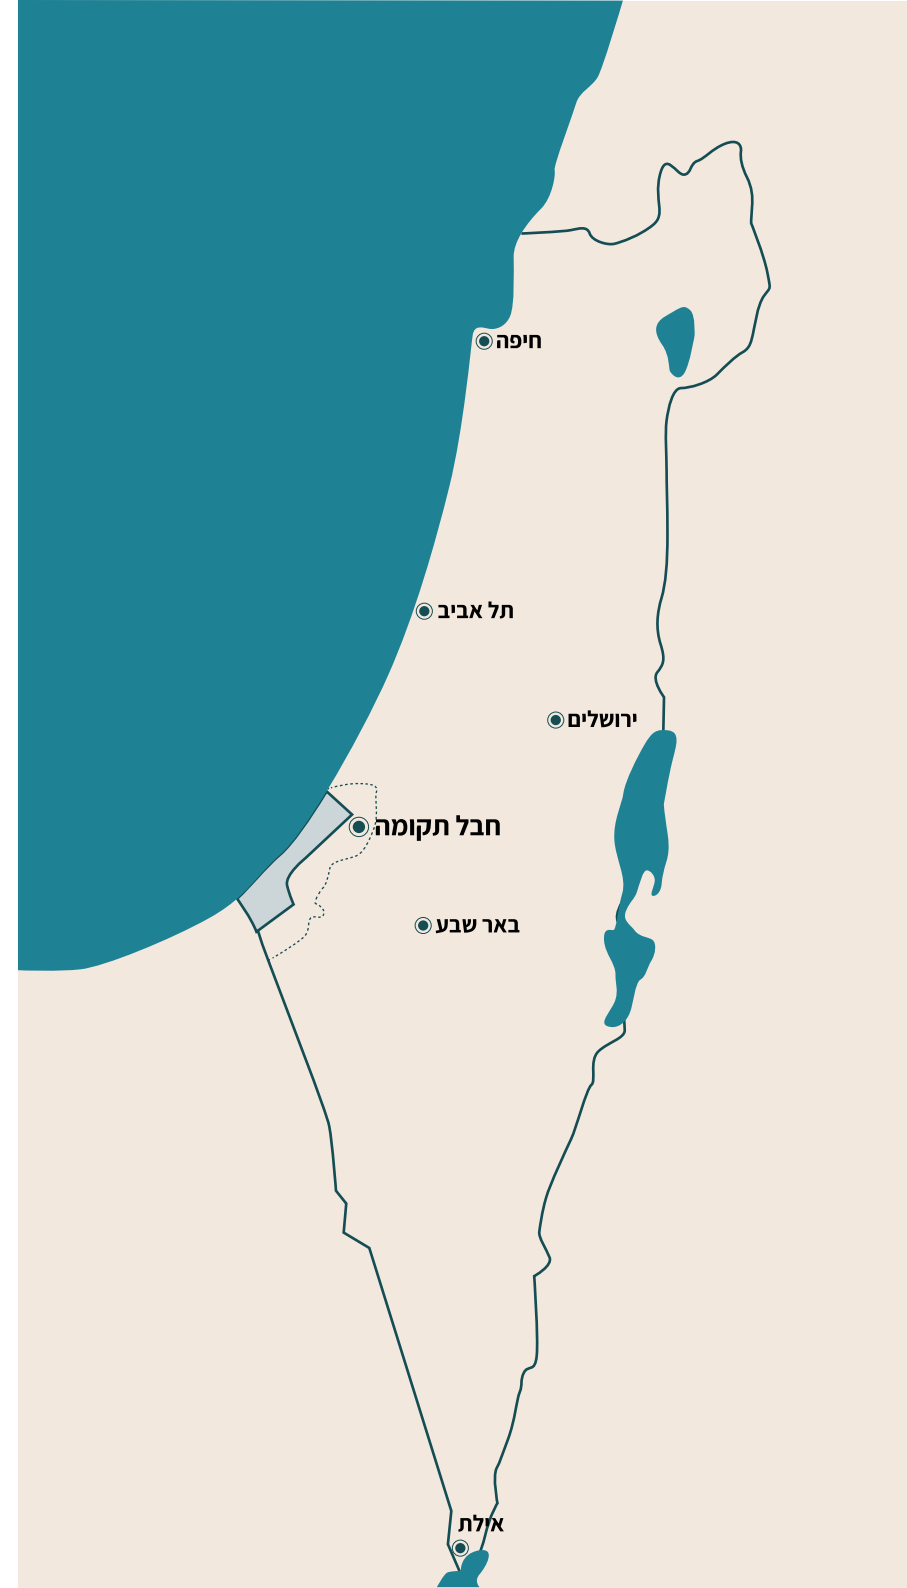 חיפה
תל אביב
ירושלים
חבל תקומה
באר שבע
אילת